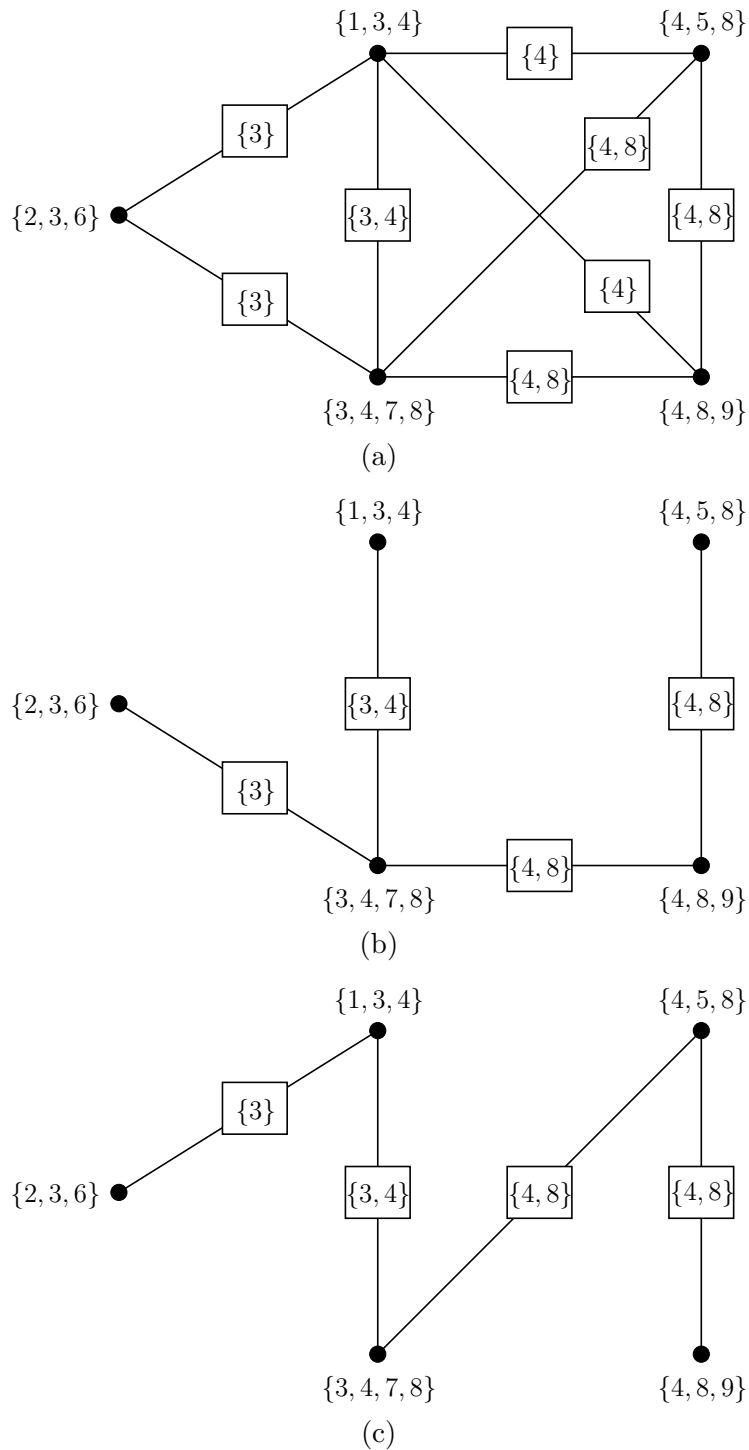 {1, 3, 4} {4, 5, 8}
{4}
{3} {4, 8}
{2, 3, 6} {3, 4} {4, 8}
{3} {4}
{4, 8}
{3, 4, 7, 8} {4, 8, 9}
(a)
{1, 3, 4} {4, 5, 8}
{2, 3, 6} {3, 4} {4, 8}
{3}
{4, 8}
{3, 4, 7, 8} {4, 8, 9}
(b)
{1, 3, 4} {4, 5, 8}
{3}
{2, 3, 6} {3, 4} {4, 8} {4, 8}
{3, 4, 7, 8} {4, 8, 9}
(c)